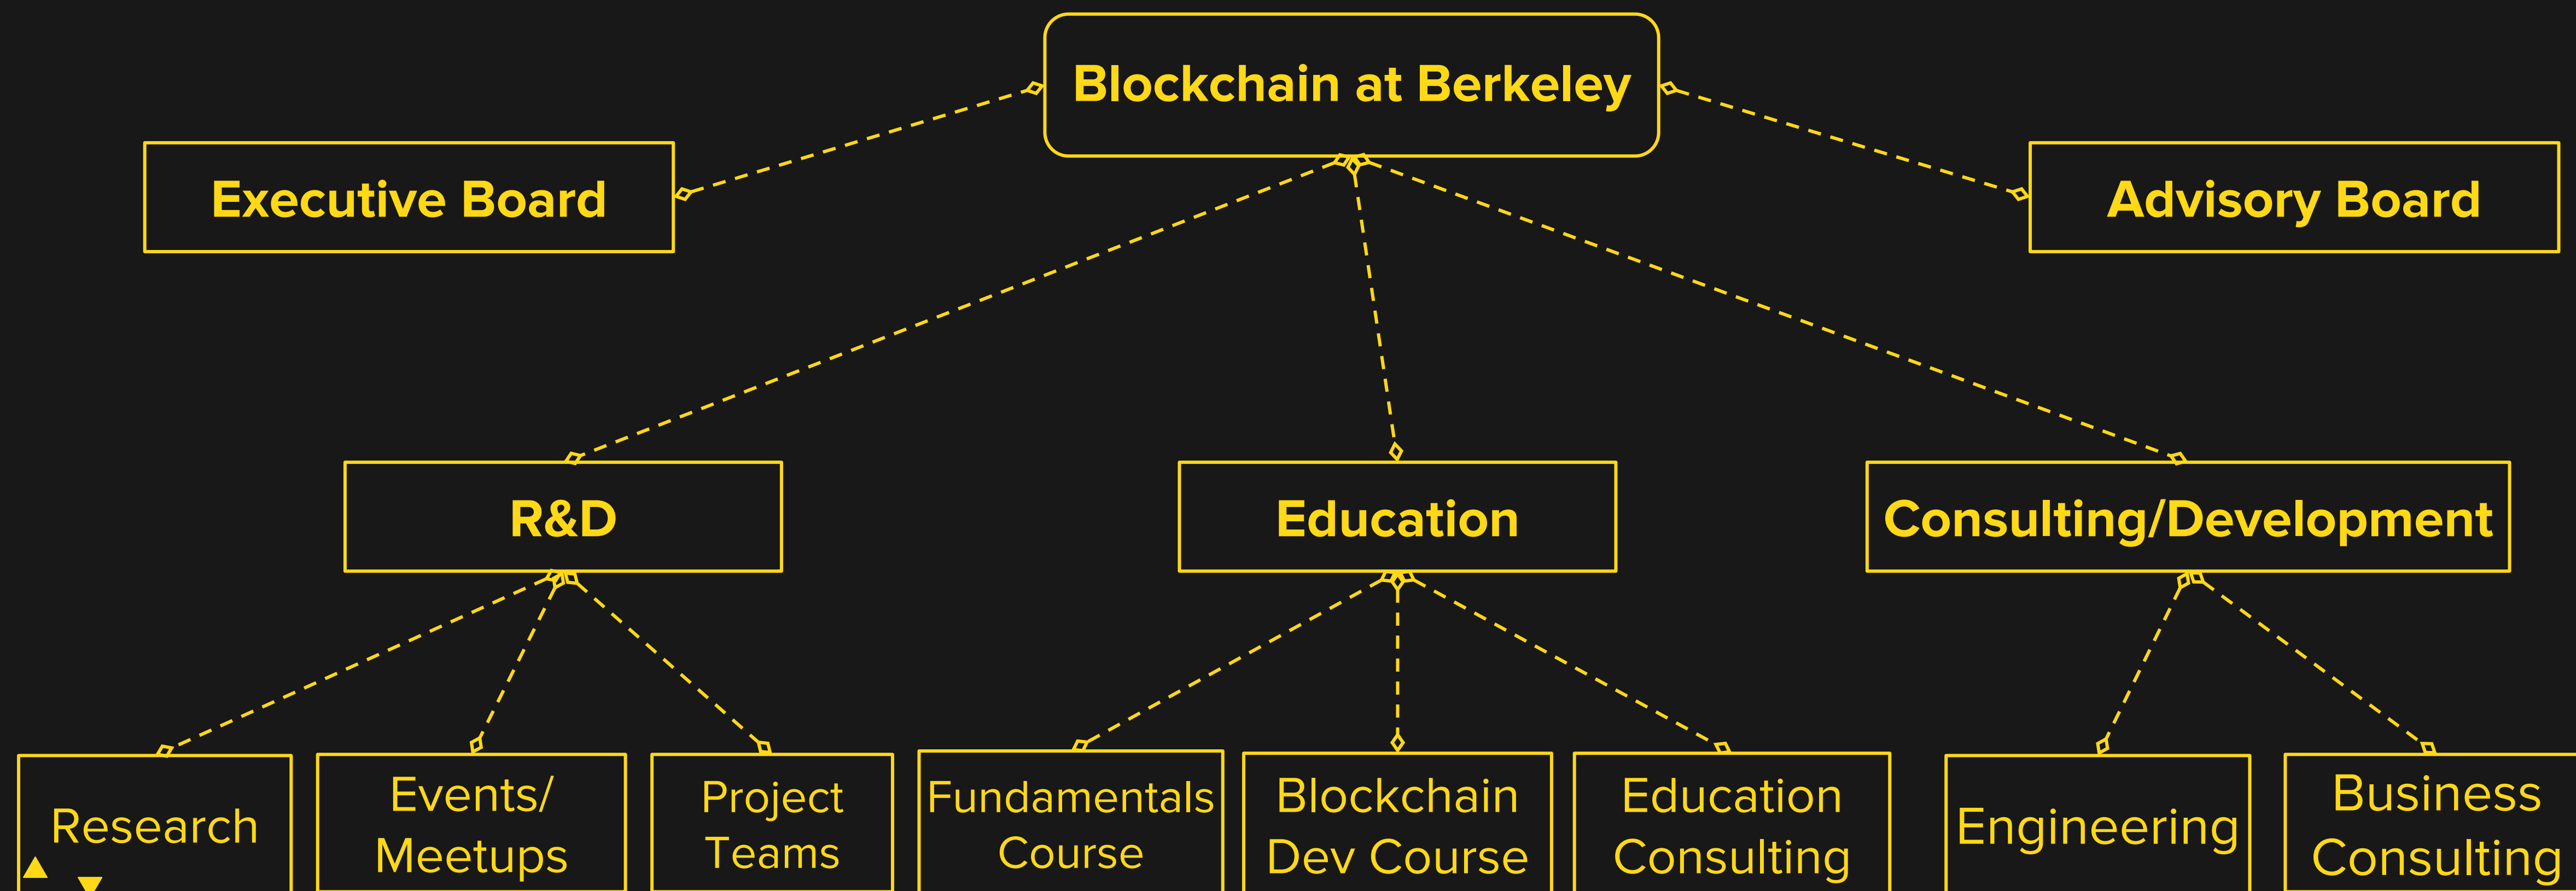 Blockchain at Berkeley
Executive Board
Advisory Board
R&D
Education
Consulting/Development
Research
Events/
Meetups
Project
Teams
Fundamentals
Course
Blockchain
Dev Course
Education
Consulting
Engineering
Business
Consulting